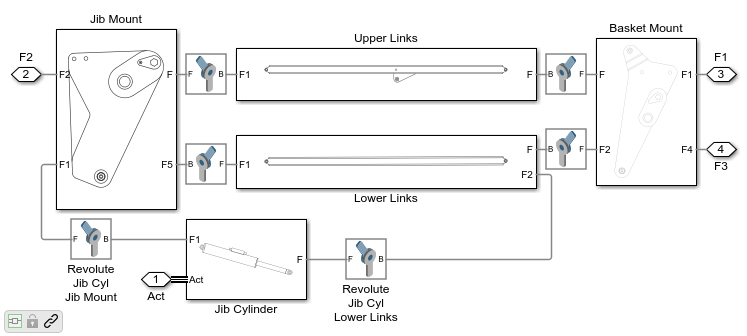 Jib Mount
F2
2
F2
F
F1
F5
F
B
Upper Links
F1
F
B
F
Basket Mount
F
F1
F2
F4
F1
3
4
F3
F
B
F1
F
F2
Lower Links
B
F
F
B
Revolute
Jib Cyl
Jib Mount
F1
F
Act
Jib Cylinder
1
Act
F
B
Revolute
Jib Cyl
Lower Links